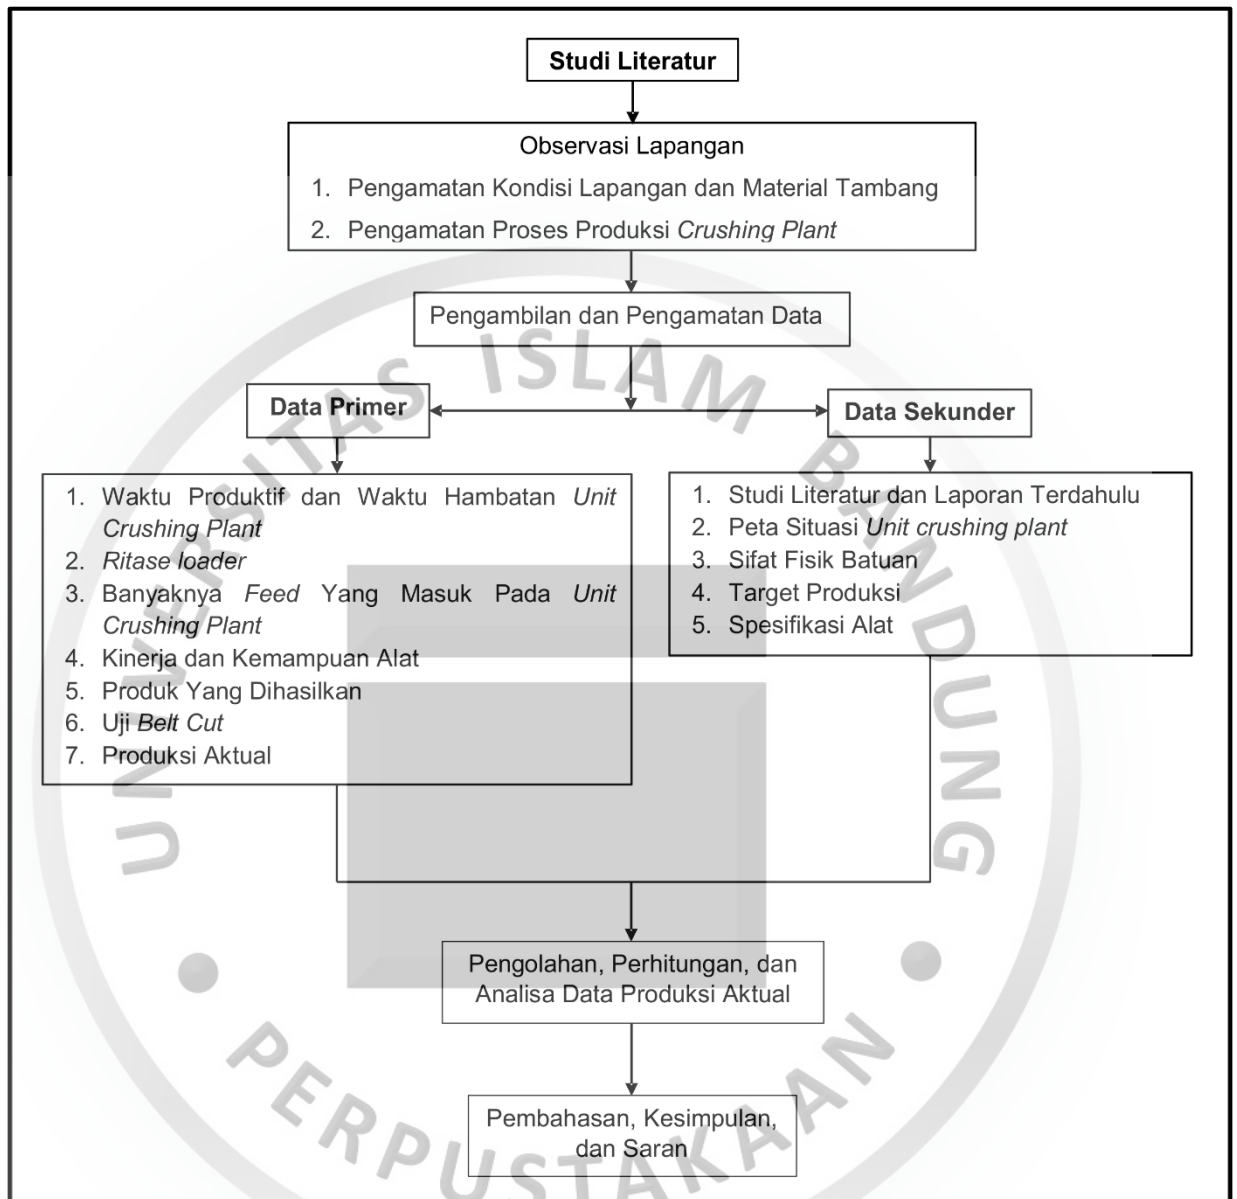 Studi Literatur
Observasi Lapangan
1. Pengamatan Kondisi Lapangan dan Material Tambang
2. Pengamatan Proses Produksi Crushing Plant
Pengambilan dan Pengamatan Data
Data Primer
Data Sekunder
1. Waktu Produktif dan Waktu Hambatan Unit
Crushing Plant
2. Ritase loader
3. Banyaknya Feed Yang Masuk Pada Unit
Crushing Plant
4. Kinerja dan Kemampuan Alat
5. Produk Yang Dihasilkan
6. Uji Belt Cut
7. Produksi Aktual
1. Studi Literatur dan Laporan Terdahulu
2. Peta Situasi Unit crushing plant
3. Sifat Fisik Batuan
4. Target Produksi
5. Spesifikasi Alat
Pengolahan, Perhitungan, dan
Analisa Data Produksi Aktual
Pembahasan, Kesimpulan,
dan Saran
UNIVERSITAS ISLAM BANDUNG
PERPUSTAKAAN